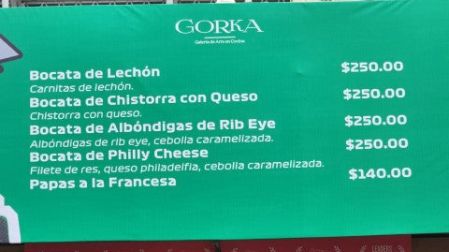 GORKA
Galería de Arte en Cocina
Bocata de Lechón $250.00
Carnitas de lechón.
Bocata de Chistorra con Queso $250.00
Chistorra con queso.
Bocata de Albóndigas de Rib Eye $250.00
Albóndigas de rib eye, cebolla caramelizada.
Bocata de Philly Cheese $250.00
Filete de res, queso philadelfia, cebolla caramelizada.
Papas a la Francesa $140.00